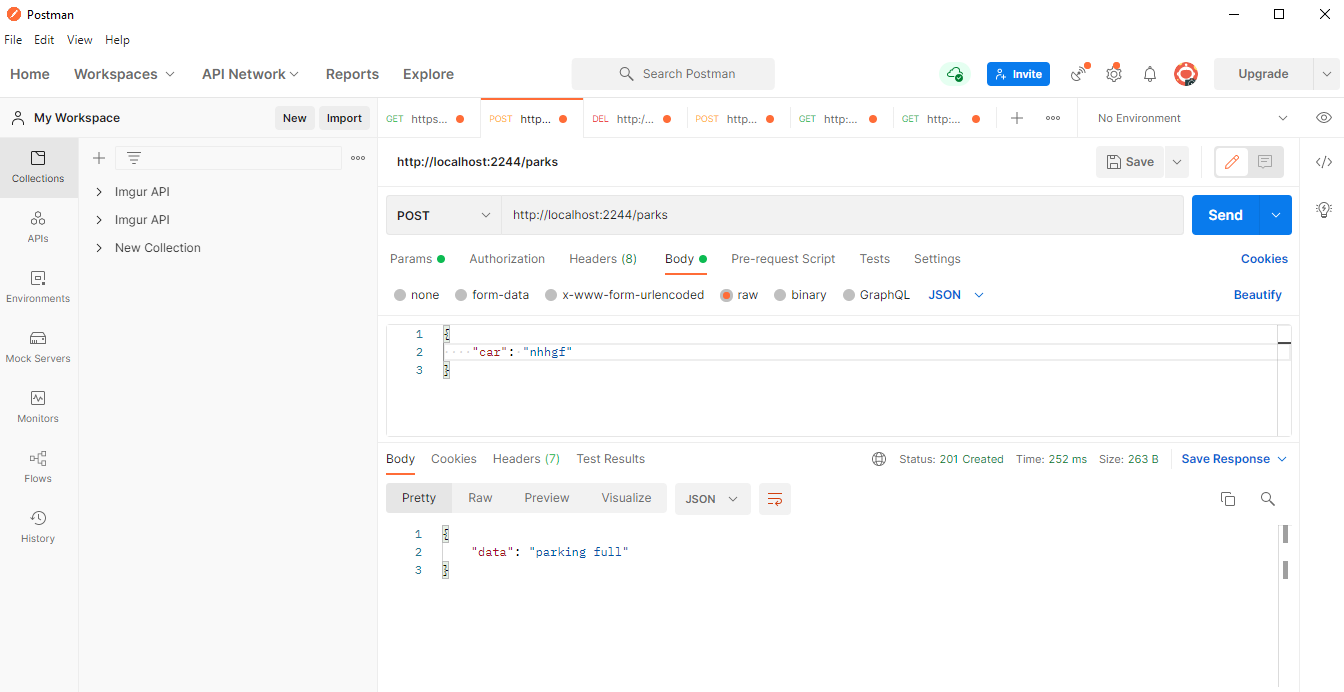 Postman
File Edit View Help
Home Workspaces API Network Reports Explore Search Postman Invite Upgrade
My Workspace New Import
GET https... POST http... DEL http:/... POST http... GET http:... GET http:... No Environment
Collections
APIs
Environments
Mock Servers
Monitors
Flows
History
Imgur API
Imgur API
New Collection
http://localhost:2244/parks Save
POST http://localhost:2244/parks Send
Params Authorization Headers (8) Body Pre-request Script Tests Settings Cookies
none form-data x-www-form-urlencoded raw binary GraphQL JSON Beautify
1 {
2 ····"car":·"nhhgf"
3 }
Body Cookies Headers (7) Test Results Status: 201 Created Time: 252 ms Size: 263 B Save Response
Pretty Raw Preview Visualize JSON
1 {
2 "data": "parking full"
3 }